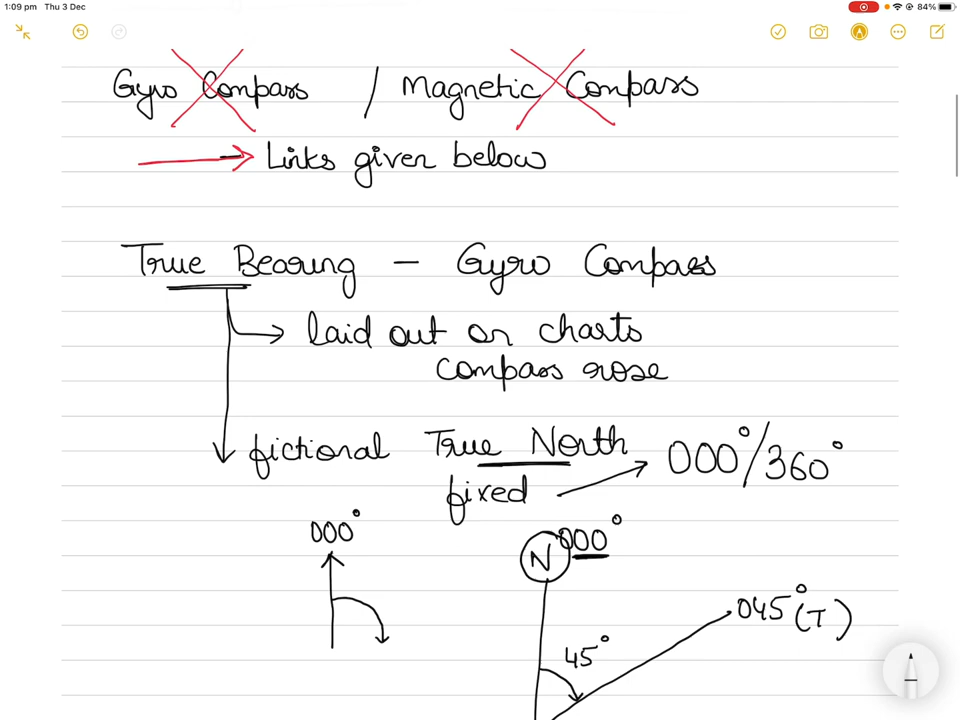 1:09 pm Thu 3 Dec
84%
Gyro Compass / Magnetic Compass
Links given below
True Bearing - Gyro Compass
laid out on charts
compass rose
fictional True North
fixed
000°/360°
000°
N 000°
045°(T)
45°